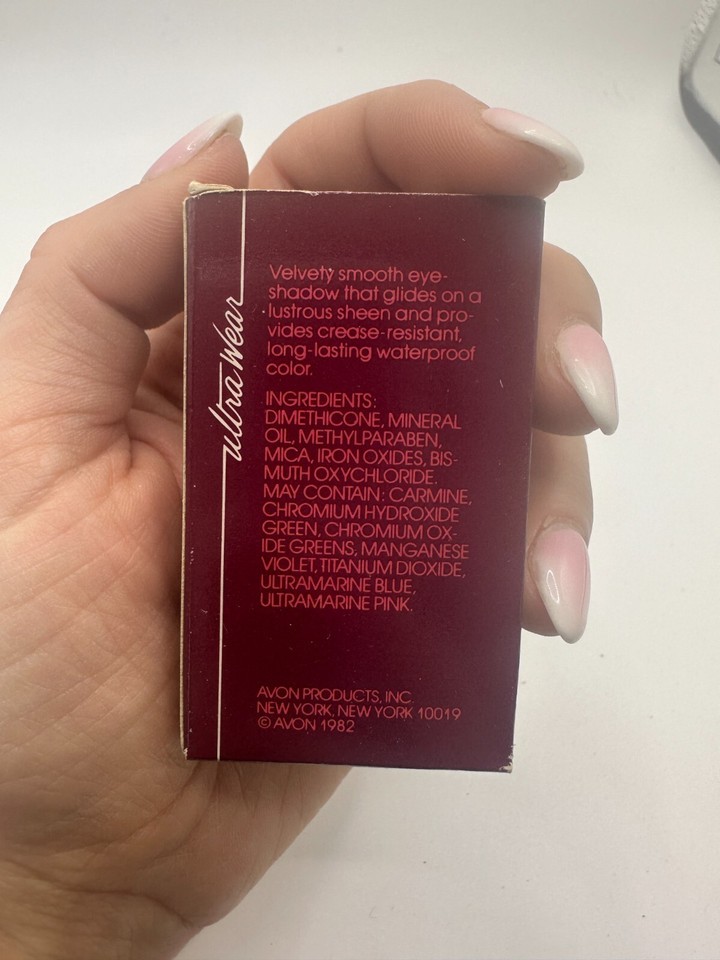 ultra wear
Velvety smooth eye-
shadow that glides on a
lustrous sheen and pro-
vides crease-resistant,
long-lasting waterproof
color.
INGREDIENTS:
DIMETHICONE, MINERAL
OIL, METHYLPARABEN,
MICA, IRON OXIDES, BIS-
MUTH OXYCHLORIDE.
MAY CONTAIN: CARMINE,
CHROMIUM HYDROXIDE
GREEN, CHROMIUM OX-
IDE GREENS, MANGANESE
VIOLET, TITANIUM DIOXIDE,
ULTRAMARINE BLUE,
ULTRAMARINE PINK.
AVON PRODUCTS, INC.
NEW YORK, NEW YORK 10019
© AVON 1982